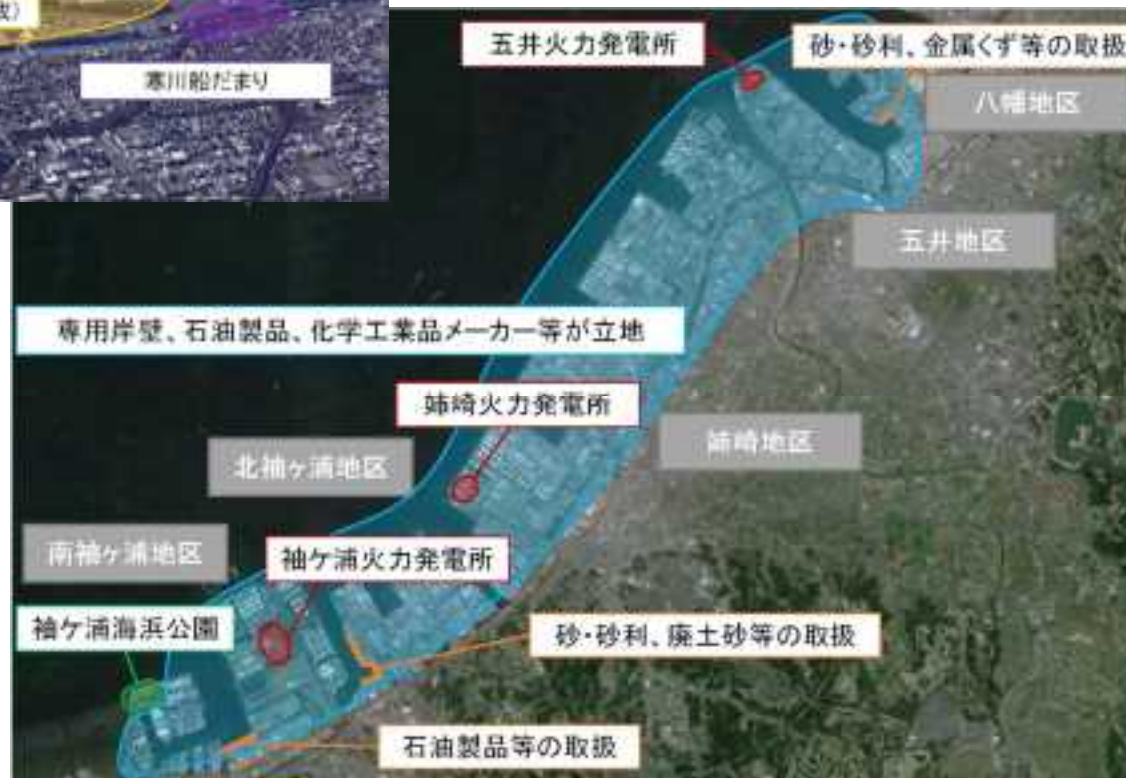 寒川船だまり
五井火力発電所
砂・砂利、金属くず等の取扱
八幡地区
五井地区
専用岸壁、石油製品、化学工業品メーカー等が立地
姉崎火力発電所
姉崎地区
北袖ヶ浦地区
南袖ヶ浦地区
袖ケ浦火力発電所
袖ケ浦海浜公園
砂・砂利、廃土砂等の取扱
石油製品等の取扱